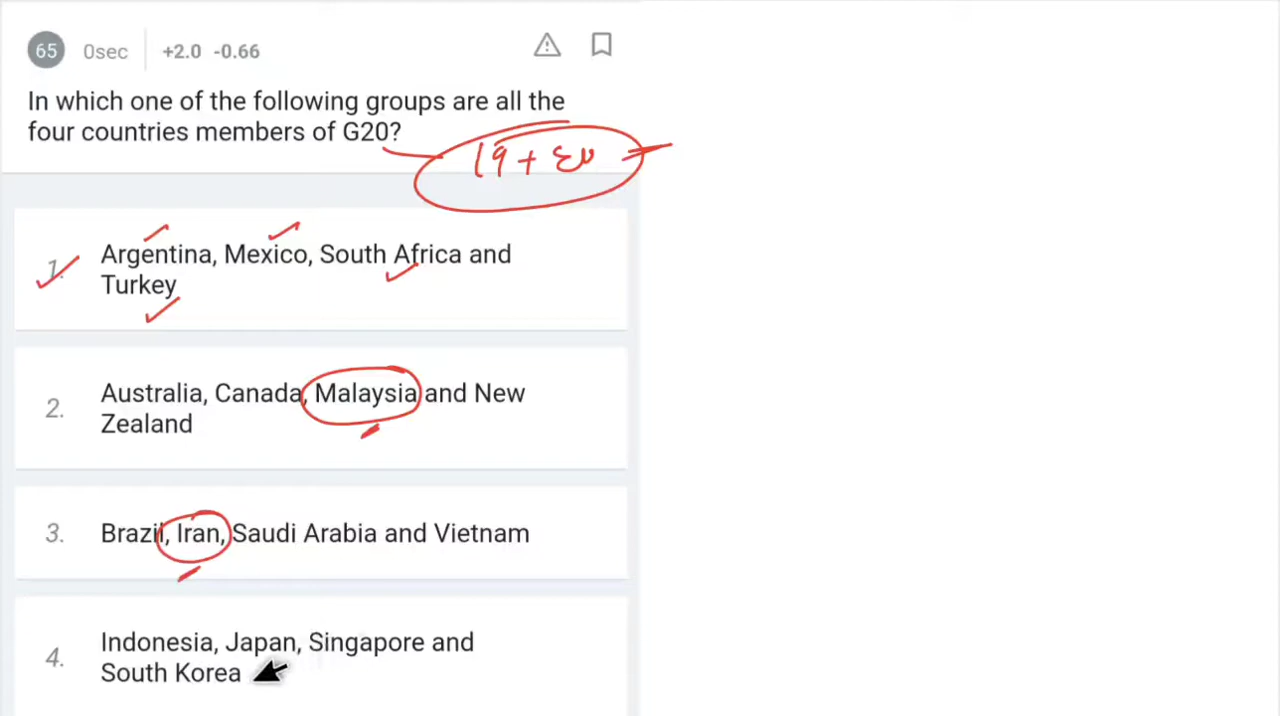 65 0sec +2.0 -0.66
In which one of the following groups are all the
four countries members of G20?
19 + EU
1. Argentina, Mexico, South Africa and
Turkey
2. Australia, Canada, Malaysia and New
Zealand
3. Brazil, Iran, Saudi Arabia and Vietnam
4. Indonesia, Japan, Singapore and
South Korea